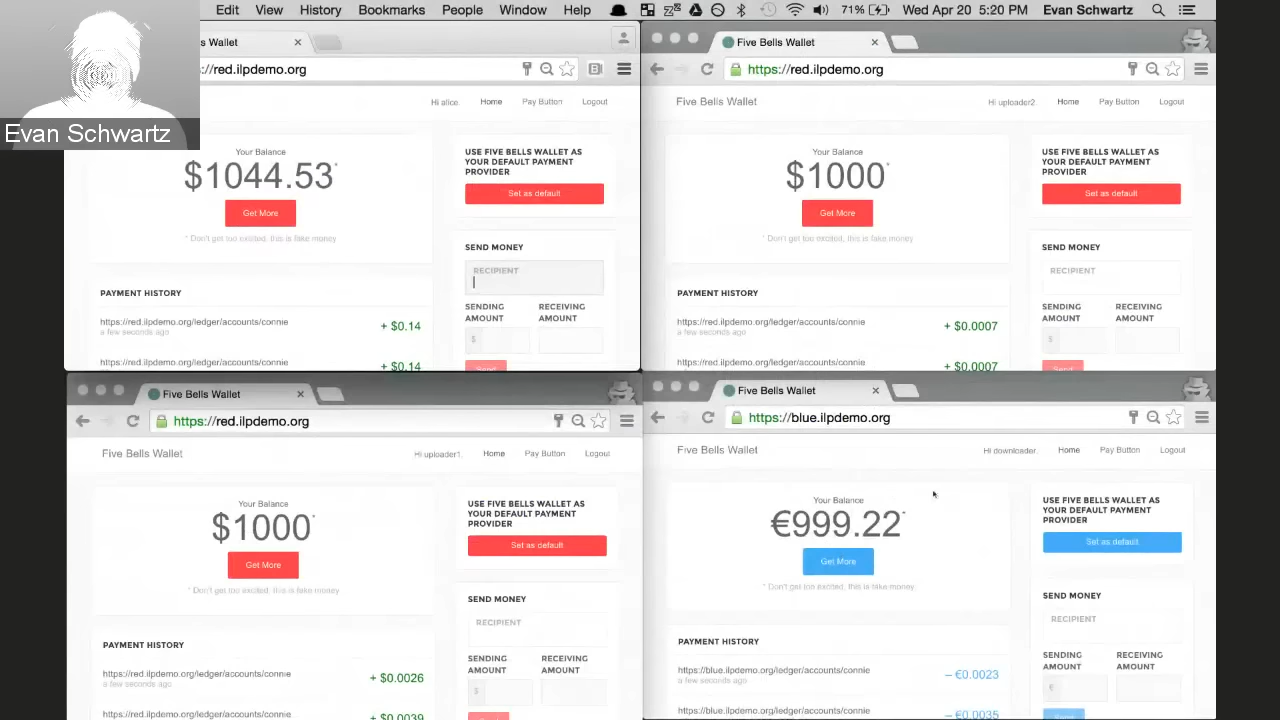 Edit View History Bookmarks People Window Help 71% Wed Apr 20 5:20 PM Evan Schwartz
Evan Schwartz
s Wallet
://red.ilpdemo.org
Hi alice. Home Pay Button Logout
Your Balance
$1044.53*
Get More
* Don't get too excited, this is fake money
USE FIVE BELLS WALLET AS
YOUR DEFAULT PAYMENT
PROVIDER
Set as default
SEND MONEY
RECIPIENT
SENDING
AMOUNT
RECEIVING
AMOUNT
$
Send
PAYMENT HISTORY
https://red.ilpdemo.org/ledger/accounts/connie
a few seconds ago
+ $0.14
https://red.ilpdemo.org/ledger/accounts/connie
+ $0.14
Five Bells Wallet
https://red.ilpdemo.org
Five Bells Wallet Hi uploader2. Home Pay Button Logout
Your Balance
$1000*
Get More
* Don't get too excited, this is fake money
USE FIVE BELLS WALLET AS
YOUR DEFAULT PAYMENT
PROVIDER
Set as default
SEND MONEY
RECIPIENT
SENDING
AMOUNT
RECEIVING
AMOUNT
$
Send
PAYMENT HISTORY
https://red.ilpdemo.org/ledger/accounts/connie
a few seconds ago
+ $0.0007
https://red.ilpdemo.org/ledger/accounts/connie
+ $0.0007
Five Bells Wallet
https://red.ilpdemo.org
Five Bells Wallet Hi uploader1. Home Pay Button Logout
Your Balance
$1000*
Get More
* Don't get too excited, this is fake money
USE FIVE BELLS WALLET AS
YOUR DEFAULT PAYMENT
PROVIDER
Set as default
SEND MONEY
RECIPIENT
SENDING
AMOUNT
RECEIVING
AMOUNT
$
PAYMENT HISTORY
https://red.ilpdemo.org/ledger/accounts/connie
a few seconds ago
+ $0.0026
https://red.ilpdemo.org/ledger/accounts/connie
+ $0.0039
Five Bells Wallet
https://blue.ilpdemo.org
Five Bells Wallet Hi downloader. Home Pay Button Logout
Your Balance
€999.22*
Get More
* Don't get too excited, this is fake money.
USE FIVE BELLS WALLET AS
YOUR DEFAULT PAYMENT
PROVIDER
Set as default
SEND MONEY
RECIPIENT
SENDING
AMOUNT
RECEIVING
AMOUNT
€
PAYMENT HISTORY
https://blue.ilpdemo.org/ledger/accounts/connie
a few seconds ago
– €0.0023
https://blue.ilpdemo.org/ledger/accounts/connie
– €0.0035